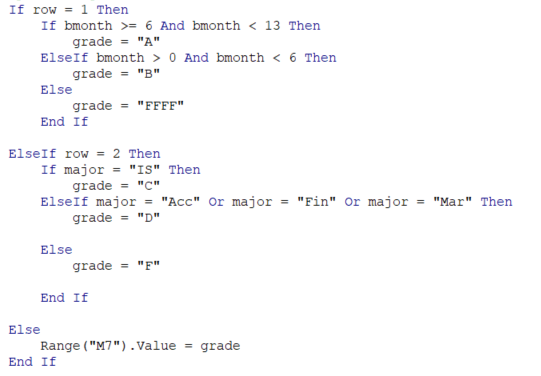 If row = 1 Then
    If bmonth >= 6 And bmonth < 13 Then
        grade = "A"
    ElseIf bmonth > 0 And bmonth < 6 Then
        grade = "B"
    Else
        grade = "FFFF"
    End If

ElseIf row = 2 Then
    If major = "IS" Then
        grade = "C"
    ElseIf major = "Acc" Or major = "Fin" Or major = "Mar" Then
        grade = "D"

    Else
        grade = "F"

    End If

Else
    Range("M7").Value = grade
End If